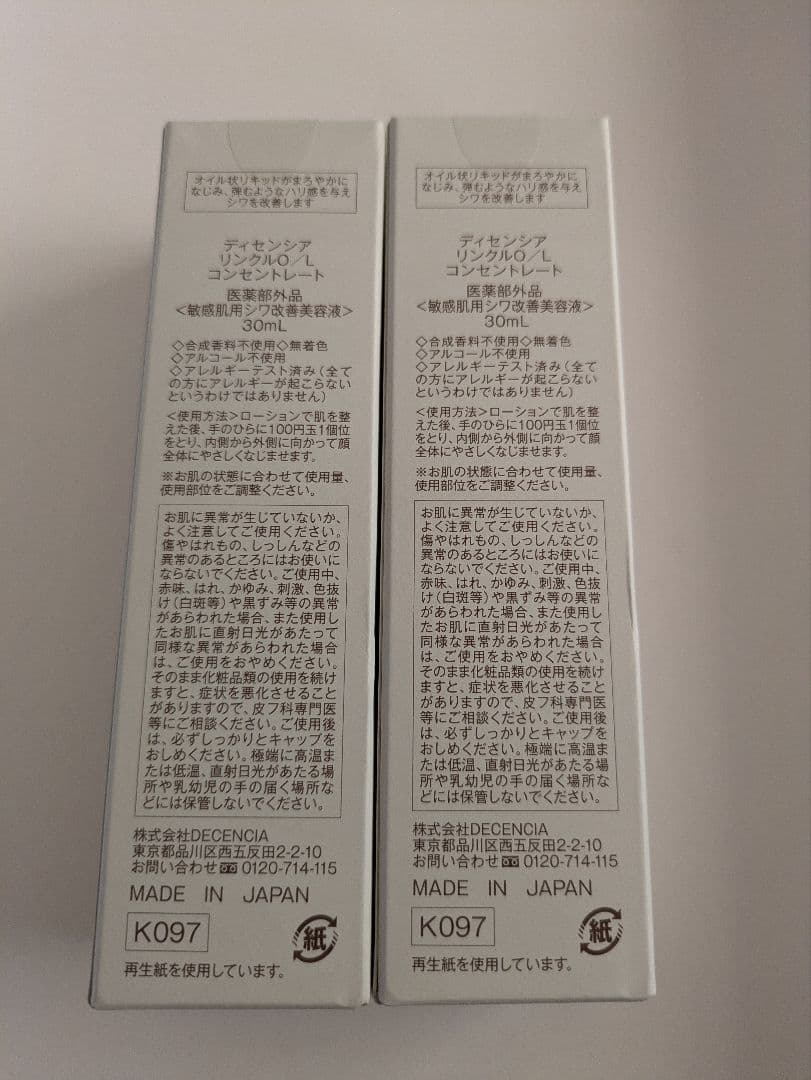 オイル状リキッドがまろやかに
なじみ、弾むようなハリ感を与え
シワを改善します
ディセンシア
リンクルO／L
コンセントレート
医薬部外品
＜敏感肌用シワ改善美容液＞
30mL
◇合成香料不使用◇無着色
◇アルコール不使用
◇アレルギーテスト済み（全て
の方にアレルギーが起こらない
というわけではありません）
＜使用方法＞ローションで肌を整
えた後、手のひらに100円玉1個位
をとり、内側から外側に向かって顔
全体にやさしくなじませます。
※お肌の状態に合わせて使用量、
使用部位をご調整ください。
お肌に異常が生じていないか、
よく注意してご使用ください。
傷やはれもの、しっしんなどの
異常のあるところにはお使いに
ならないでください。ご使用中、
赤味、はれ、かゆみ、刺激、色抜
け（白斑等）や黒ずみ等の異常
があらわれた場合、また使用し
たお肌に直射日光があたって
同様な異常があらわれた場合
は、ご使用をおやめください。
そのまま化粧品類の使用を続け
ますと、症状を悪化させること
がありますので、皮フ科専門医
等にご相談ください。ご使用後
は、必ずしっかりとキャップを
おしめください。極端に高温ま
たは低温、直射日光があたる場
所や乳幼児の手の届く場所な
どには保管しないでください。
株式会社DECENCIA
東京都品川区西五反田2-2-10
お問い合わせ 0120-714-115
MADE IN JAPAN
K097
紙
再生紙を使用しています。
オイル状リキッドがまろやかに
なじみ、弾むようなハリ感を与え
シワを改善します
ディセンシア
リンクルO／L
コンセントレート
医薬部外品
＜敏感肌用シワ改善美容液＞
30mL
◇合成香料不使用◇無着色
◇アルコール不使用
◇アレルギーテスト済み（全て
の方にアレルギーが起こらない
というわけではありません）
＜使用方法＞ローションで肌を整
えた後、手のひらに100円玉1個位
をとり、内側から外側に向かって顔
全体にやさしくなじませます。
※お肌の状態に合わせて使用量、
使用部位をご調整ください。
お肌に異常が生じていないか、
よく注意してご使用ください。
傷やはれもの、しっしんなどの
異常のあるところにはお使いに
ならないでください。ご使用中、
赤味、はれ、かゆみ、刺激、色抜
け（白斑等）や黒ずみ等の異常
があらわれた場合、また使用し
たお肌に直射日光があたって
同様な異常があらわれた場合
は、ご使用をおやめください。
そのまま化粧品類の使用を続け
ますと、症状を悪化させること
がありますので、皮フ科専門医
等にご相談ください。ご使用後
は、必ずしっかりとキャップを
おしめください。極端に高温ま
たは低温、直射日光があたる場
所や乳幼児の手の届く場所な
どには保管しないでください。
株式会社DECENCIA
東京都品川区西五反田2-2-10
お問い合わせ 0120-714-115
MADE IN JAPAN
K097
紙
再生紙を使用しています。